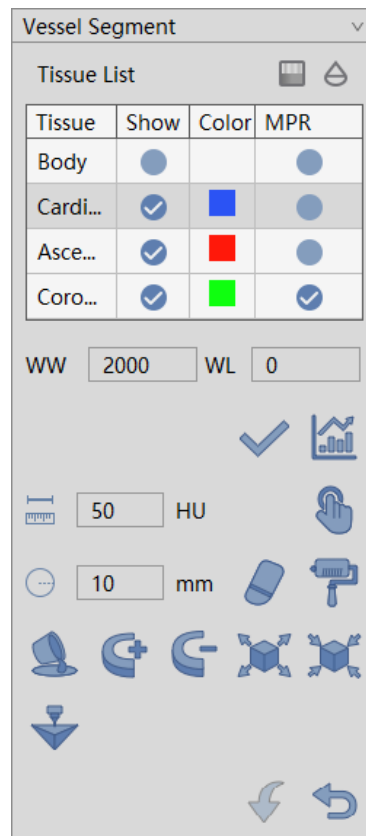 Vessel Segment
Tissue List
Tissue Show Color MPR
Body
Cardi...
Asce...
Coro...
WW 2000 WL 0
50 HU
10 mm